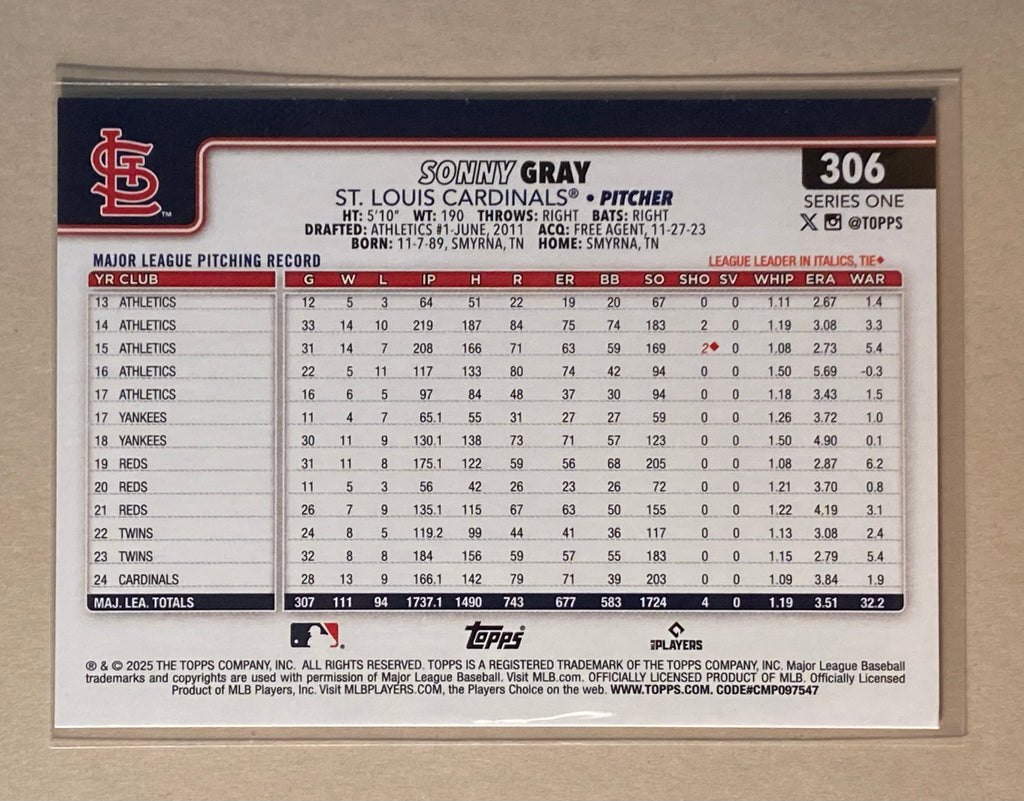 STL ™
SONNY GRAY
306
ST. LOUIS CARDINALS® • PITCHER
SERIES ONE
HT: 5'10" WT: 190 THROWS: RIGHT BATS: RIGHT
X @TOPPS
DRAFTED: ATHLETICS #1-JUNE, 2011 ACQ: FREE AGENT, 11-27-23
BORN: 11-7-89, SMYRNA, TN HOME: SMYRNA, TN
MAJOR LEAGUE PITCHING RECORD LEAGUE LEADER IN ITALICS, TIE♦
YR CLUB G W L IP H R ER BB SO SHO SV WHIP ERA WAR
13 ATHLETICS 12 5 3 64 51 22 19 20 67 0 0 1.11 2.67 1.4
14 ATHLETICS 33 14 10 219 187 84 75 74 183 2 0 1.19 3.08 3.3
15 ATHLETICS 31 14 7 208 166 71 63 59 169 2♦ 0 1.08 2.73 5.4
16 ATHLETICS 22 5 11 117 133 80 74 42 94 0 0 1.50 5.69 -0.3
17 ATHLETICS 16 6 5 97 84 48 37 30 94 0 0 1.18 3.43 1.5
17 YANKEES 11 4 7 65.1 55 31 27 27 59 0 0 1.26 3.72 1.0
18 YANKEES 30 11 9 130.1 138 73 71 57 123 0 0 1.50 4.90 0.1
19 REDS 31 11 8 175.1 122 59 56 68 205 0 0 1.08 2.87 6.2
20 REDS 11 5 3 56 42 26 23 26 72 0 0 1.21 3.70 0.8
21 REDS 26 7 9 135.1 115 67 63 50 155 0 0 1.22 4.19 3.1
22 TWINS 24 8 5 119.2 99 44 41 36 117 0 0 1.13 3.08 2.4
23 TWINS 32 8 8 184 156 59 57 55 183 0 0 1.15 2.79 5.4
24 CARDINALS 28 13 9 166.1 142 79 71 39 203 0 0 1.09 3.84 1.9
MAJ. LEA. TOTALS 307 111 94 1737.1 1490 743 677 583 1724 4 0 1.19 3.51 32.2
Topps® MLBPLAYERS
® & © 2025 THE TOPPS COMPANY, INC. ALL RIGHTS RESERVED. TOPPS IS A REGISTERED TRADEMARK OF THE TOPPS COMPANY, INC. Major League Baseball
trademarks and copyrights are used with permission of Major League Baseball. Visit MLB.com. OFFICIALLY LICENSED PRODUCT OF MLB. Officially Licensed
Product of MLB Players, Inc. Visit MLBPLAYERS.COM, the Players Choice on the web. WWW.TOPPS.COM. CODE#CMP097547